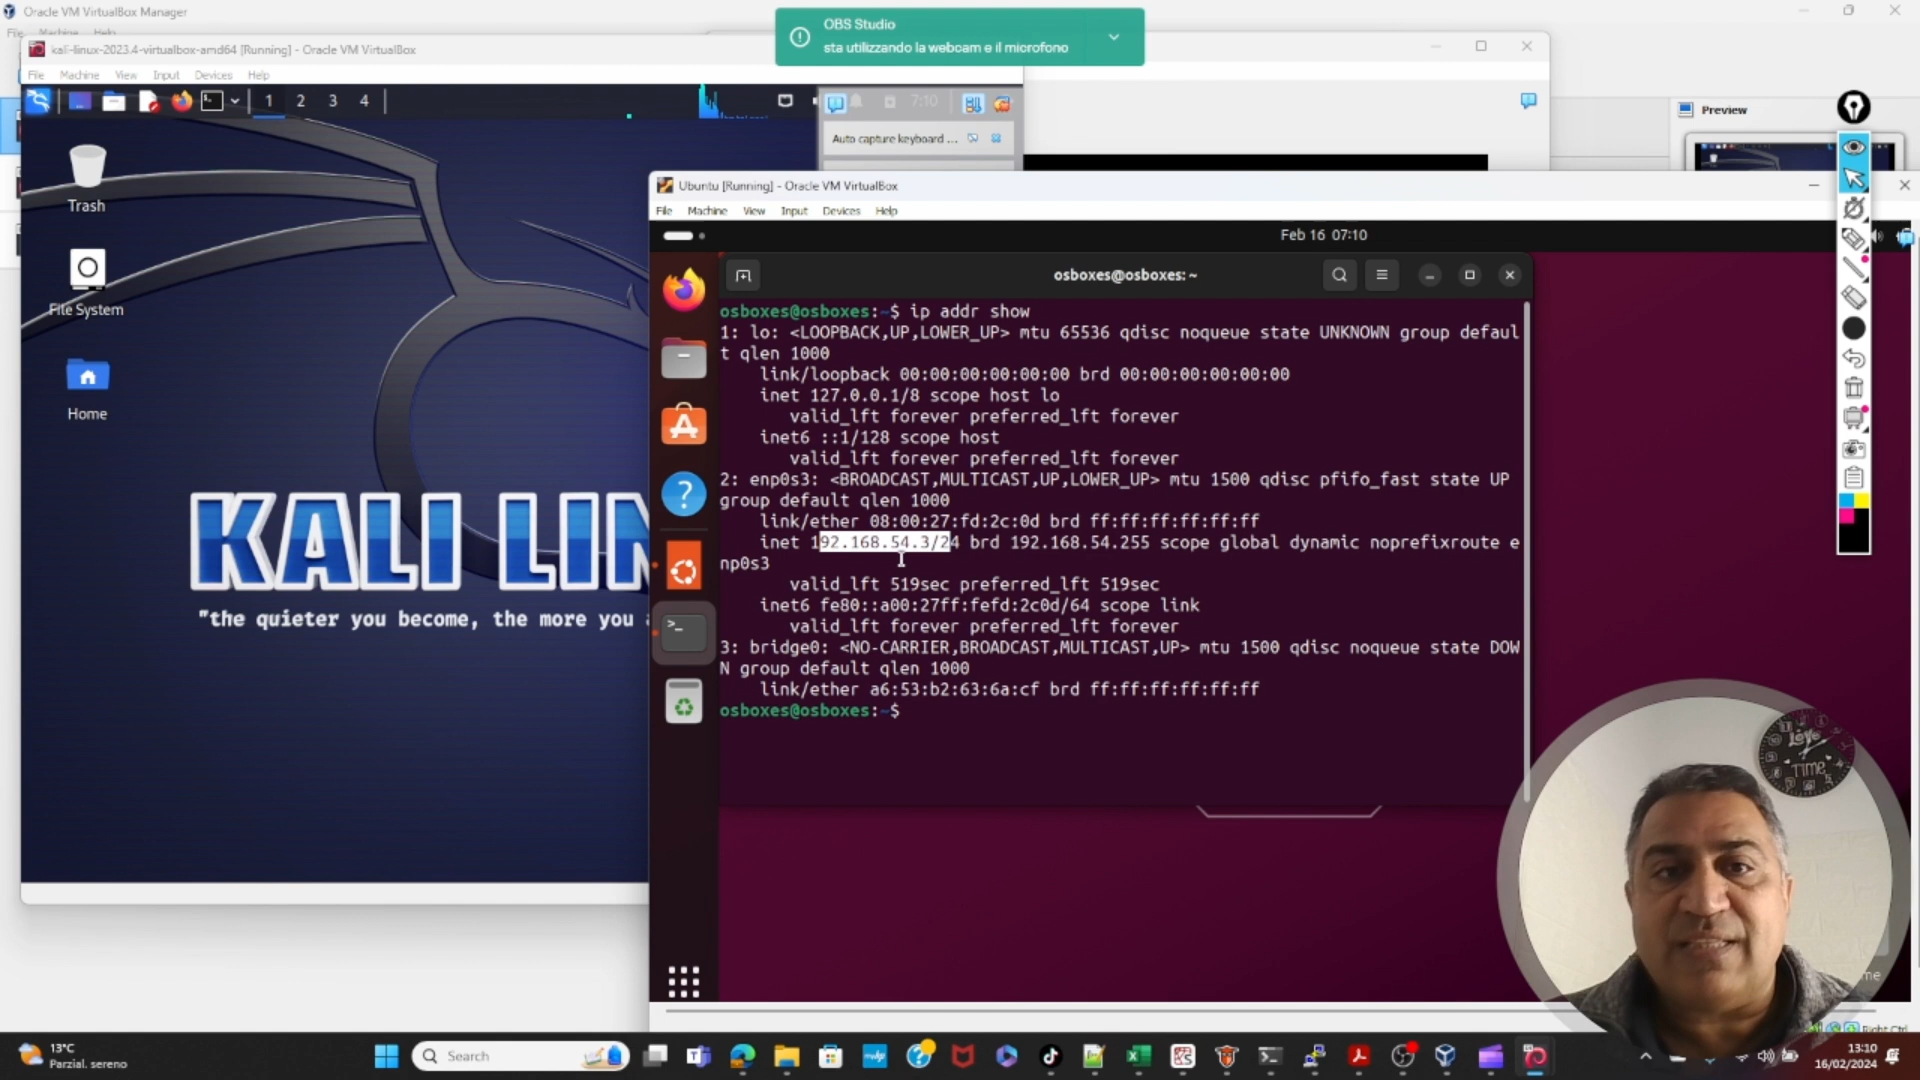 Oracle VM VirtualBox Manager
File Machine Help
OBS Studio
sta utilizzando la webcam e il microfono
kali-linux-2023.4-virtualbox-amd64 [Running] - Oracle VM VirtualBox
File Machine View Input Devices Help
1 2 3 4
7:10
Auto capture keyboard ...
Preview
Trash
File System
Home
KALI LIN
"the quieter you become, the more you a
Ubuntu [Running] - Oracle VM VirtualBox
File Machine View Input Devices Help
Feb 16 07:10
osboxes@osboxes: ~
osboxes@osboxes:~$ ip addr show
1: lo: <LOOPBACK,UP,LOWER_UP> mtu 65536 qdisc noqueue state UNKNOWN group defaul
t qlen 1000
link/loopback 00:00:00:00:00:00 brd 00:00:00:00:00:00
inet 127.0.0.1/8 scope host lo
valid_lft forever preferred_lft forever
inet6 ::1/128 scope host
valid_lft forever preferred_lft forever
2: enp0s3: <BROADCAST,MULTICAST,UP,LOWER_UP> mtu 1500 qdisc pfifo_fast state UP
group default qlen 1000
link/ether 08:00:27:fd:2c:0d brd ff:ff:ff:ff:ff:ff
inet 192.168.54.3/24 brd 192.168.54.255 scope global dynamic noprefixroute e
np0s3
valid_lft 519sec preferred_lft 519sec
inet6 fe80::a00:27ff:fefd:2c0d/64 scope link
valid_lft forever preferred_lft forever
3: bridge0: <NO-CARRIER,BROADCAST,MULTICAST,UP> mtu 1500 qdisc noqueue state DOW
N group default qlen 1000
link/ether a6:53:b2:63:6a:cf brd ff:ff:ff:ff:ff:ff
osboxes@osboxes:~$
Love
TIME
me
Right Ctrl
13°C
Parzial. sereno
Search
13:10
16/02/2024